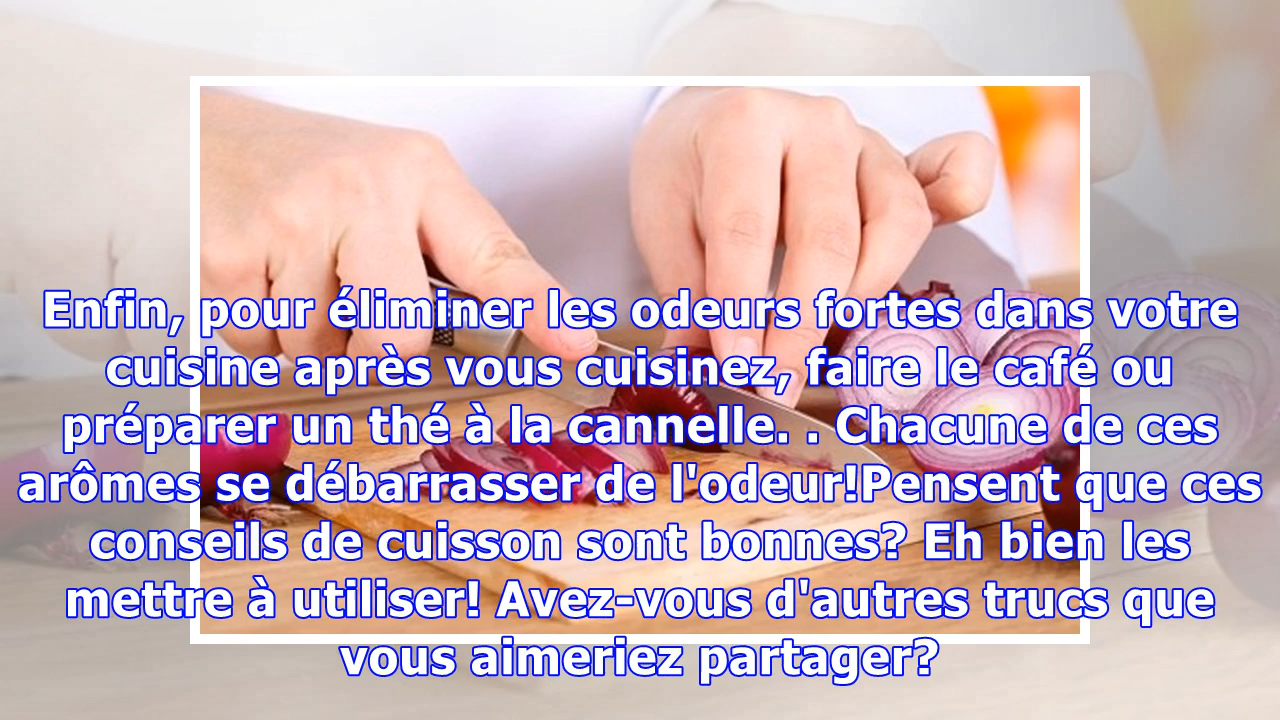 Enfin, pour éliminer les odeurs fortes dans votre
cuisine après vous cuisinez, faire le café ou
préparer un thé à la cannelle. . Chacune de ces
arômes se débarrasser de l'odeur!Pensent que ces
conseils de cuisson sont bonnes? Eh bien les
mettre à utiliser! Avez-vous d'autres trucs que
vous aimeriez partager?